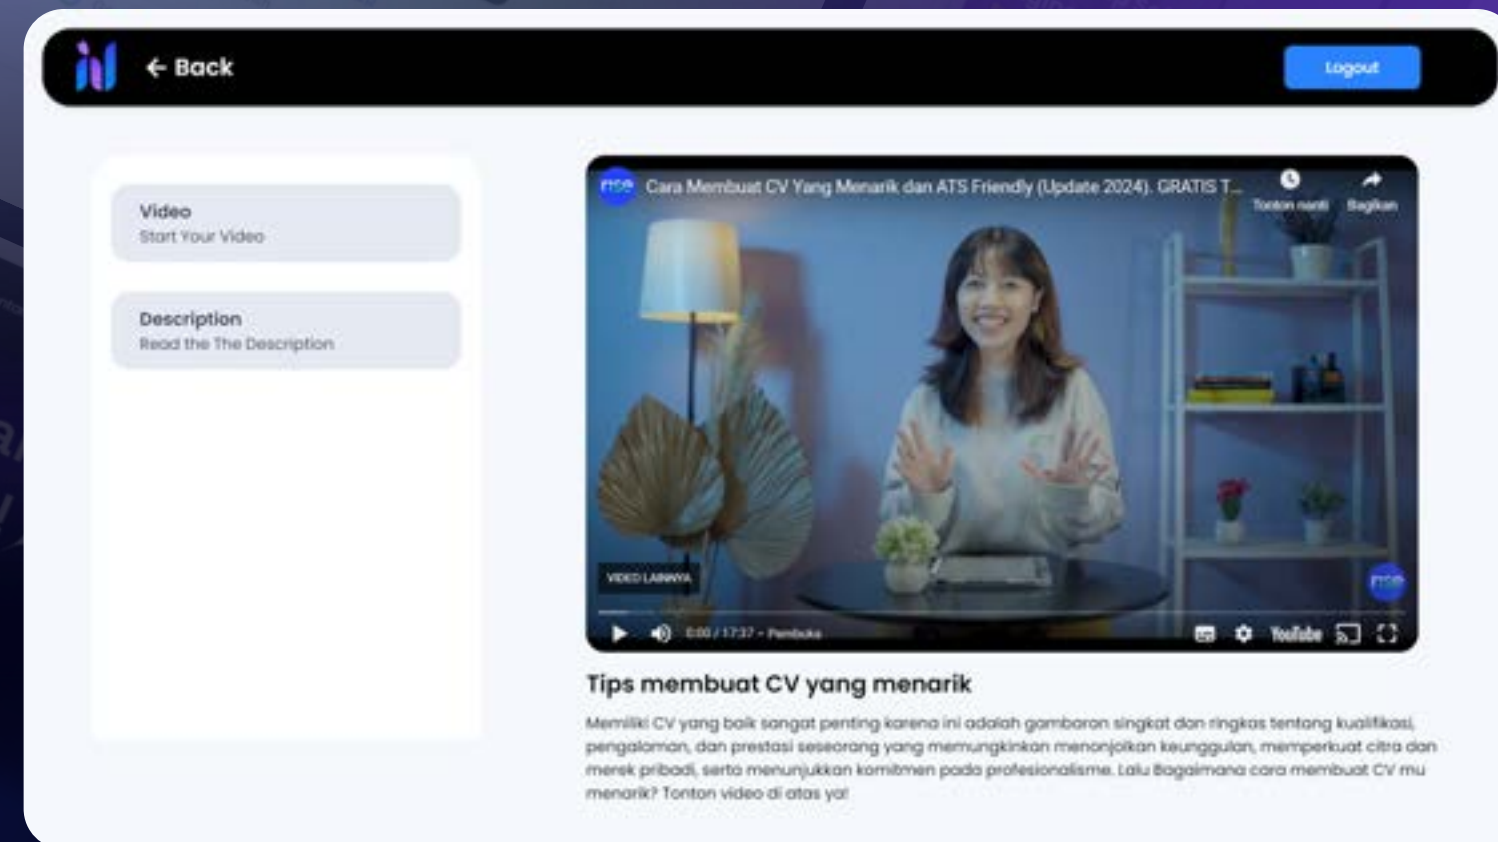 ← Back
Logout
Video
Start Your Video
Description
Read the The Description
rise
Cara Membuat CV Yang Menarik dan ATS Friendly (Update 2024). GRATIS T...
Tonton nanti
Bagikan
VIDEO LAINNYA
rise
0:00 / 17:37 • Pembuka
YouTube
Tips membuat CV yang menarik
Memiliki CV yang baik sangat penting karena ini adalah gambaran singkat dan ringkas tentang kualifikasi,
pengalaman, dan prestasi seseorang yang memungkinkan menonjolkan keunggulan, memperkuat citra dan
merek pribadi, serta menunjukkan komitmen pada profesionalisme. Lalu Bagaimana cara membuat CV mu
menarik? Tonton video di atas ya!